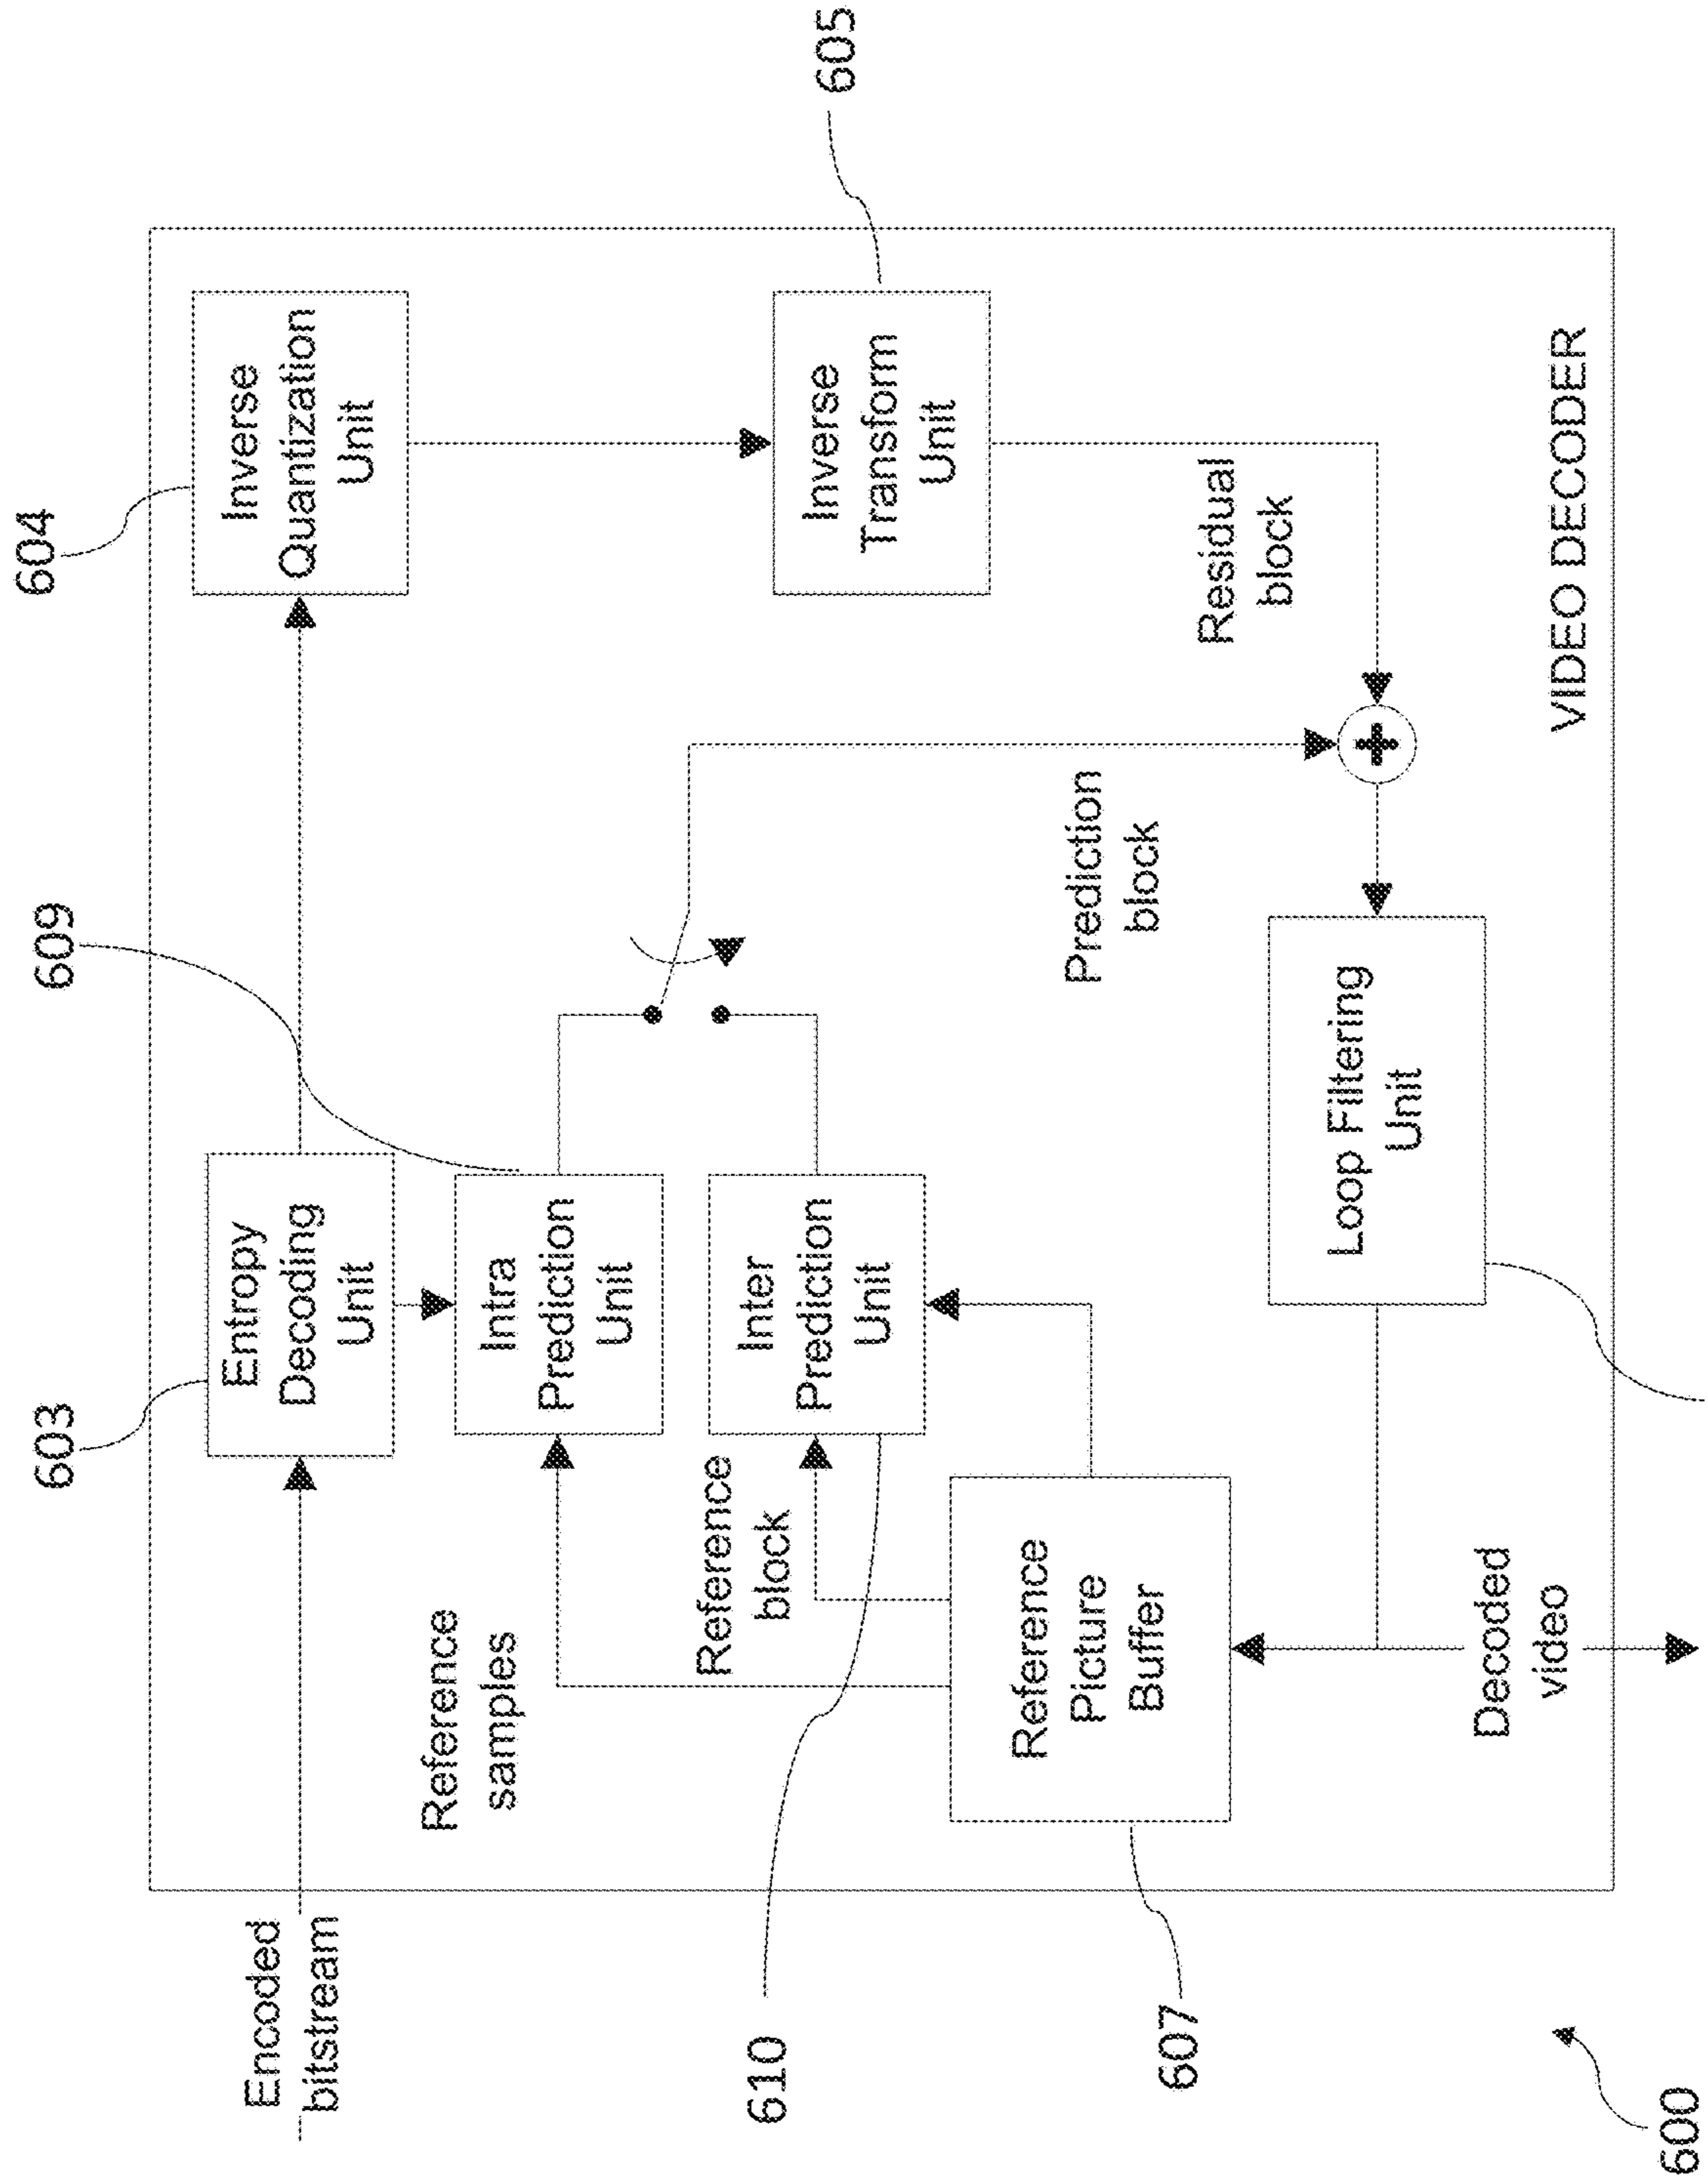 603
609
604
Encoded
bitstream
Entropy
Decoding
Unit
Inverse
Quantization
Unit
Reference
samples
Intra
Prediction
Unit
Reference
block
Inter
Prediction
Unit
Inverse
Transform
Unit
605
610
Reference
Picture
Buffer
Prediction
block
Residual
block
607
Loop Filtering
Unit
Decoded
video
VIDEO DECODER
600